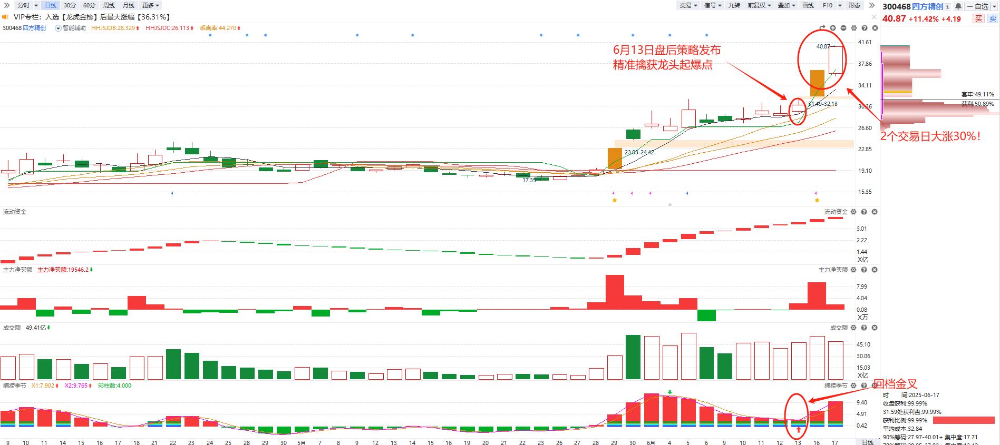 分时 日线 30分 60分 周线 月线 更多 交易 信号 九转 前复权 叠加 画线 F10 形态
300468 四方精创 一自选
VIP专栏：入选【龙虎金榜】后最大涨幅【36.31%】
40.87 +11.42% +4.19 买 卖
300468 四方精创 智能辅助 HHJSJDB:28.329 HHJSJDC:26.113 乖离率:44.270
41.61
40.87
6月13日盘后策略发布
精准擒获龙头起爆点
37.86
34.11
套牢:49.11%
获利:50.89%
31.49-32.13
30.36
26.60
2个交易日大涨30%！
23.03-24.42
22.85
19.10
17.35
15.35
流动资金 流动资金
3.01
2.22
1.44
X亿
主力净买额 主力净买额:19546.2 主力净买额
7.99
4.04
0.08
X万
成交额 49.41亿 成交额
45.10
30.06
15.03
X亿
回档金叉
捕捞季节 X1:7.902 X2:9.765 彩柱数:4.000 捕捞季节
9.40
4.91
0.42
时 间:2025-06-17
收盘获利:99.99%
31.59处获利盘:99.99%
获利比例:99.99%
平均成本:32.84
90%筹码:27.97-40.01+ 集中度:17.71
9 10 11 14 15 16 17 18 21 22 23 24 25 28 29 30 5月 7 8 9 12 13 14 15 16 19 20 21 22 23 26 27 28 29 30 6月 4 5 6 9 10 11 12 13 16 17 日线